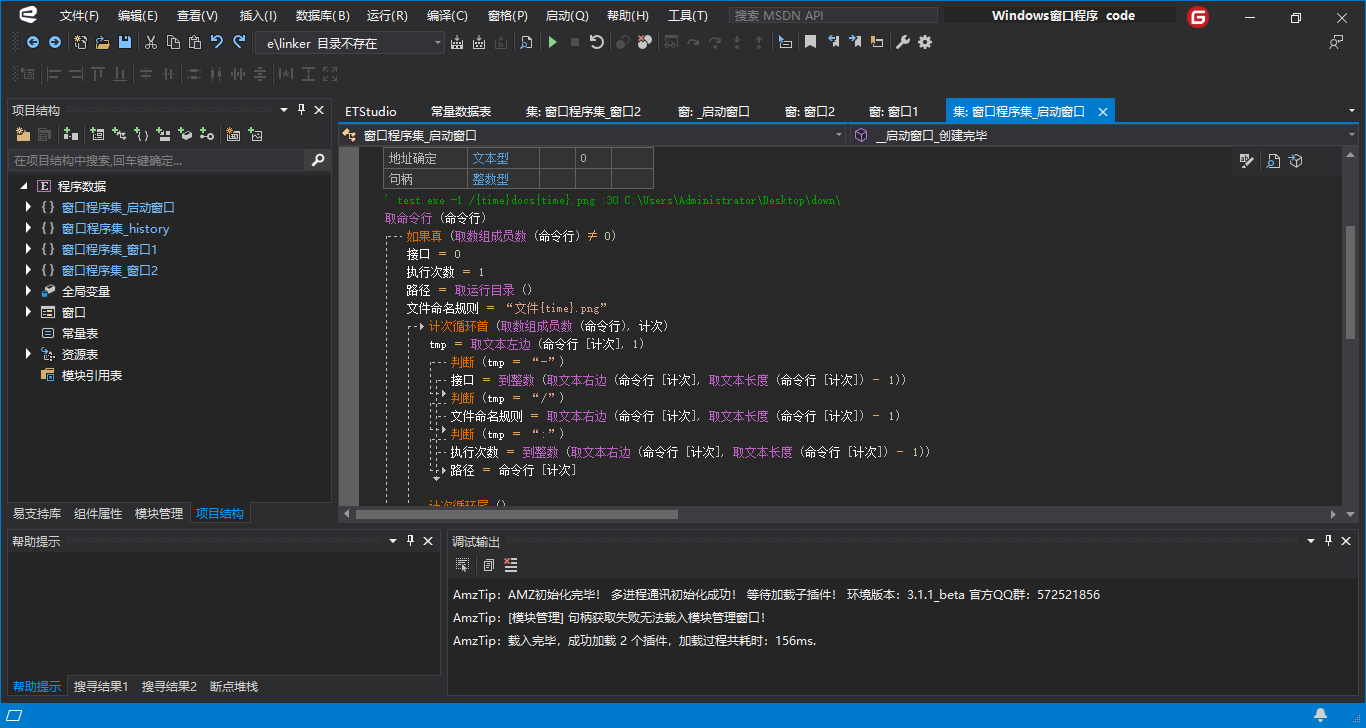 文件(F) 编辑(E) 查看(V) 插入(I) 数据库(B) 运行(R) 编译(C) 窗格(P) 启动(Q) 帮助(H) 工具(T) 搜索 MSDN API Windows窗口程序 code
e\linker 目录不存在
项目结构
在项目结构中搜索,回车键确定...
程序数据
窗口程序集_启动窗口
窗口程序集_history
窗口程序集_窗口1
窗口程序集_窗口2
全局变量
窗口
常量表
资源表
模块引用表
易支持库 组件属性 模块管理 项目结构
ETStudio 常量数据表 集: 窗口程序集_窗口2 窗: _启动窗口 窗: 窗口2 窗: 窗口1 集: 窗口程序集_启动窗口
窗口程序集_启动窗口 __启动窗口_创建完毕
地址确定 文本型 0
句柄 整数型
' test.exe -1 /{time}docs{time}.png :30 C:\Users\Administrator\Desktop\down\
取命令行 (命令行)
如果真 (取数组成员数 (命令行) ≠ 0)
接口 = 0
执行次数 = 1
路径 = 取运行目录 ()
文件命名规则 = “文件{time}.png”
计次循环首 (取数组成员数 (命令行), 计次)
tmp = 取文本左边 (命令行 [计次], 1)
判断 (tmp = “-”)
接口 = 到整数 (取文本右边 (命令行 [计次], 取文本长度 (命令行 [计次]) - 1))
判断 (tmp = “/”)
文件命名规则 = 取文本右边 (命令行 [计次], 取文本长度 (命令行 [计次]) - 1)
判断 (tmp = “:”)
执行次数 = 到整数 (取文本右边 (命令行 [计次], 取文本长度 (命令行 [计次]) - 1))
路径 = 命令行 [计次]
计次循环尾 ()
帮助提示
帮助提示 搜寻结果1 搜寻结果2 断点堆栈
调试输出
AmzTip: AMZ初始化完毕! 多进程通讯初始化成功! 等待加载子插件! 环境版本: 3.1.1_beta 官方QQ群: 572521856
AmzTip: [模块管理] 句柄获取失败无法载入模块管理窗口!
AmzTip: 载入完毕, 成功加载 2 个插件, 加载过程共耗时: 156ms.